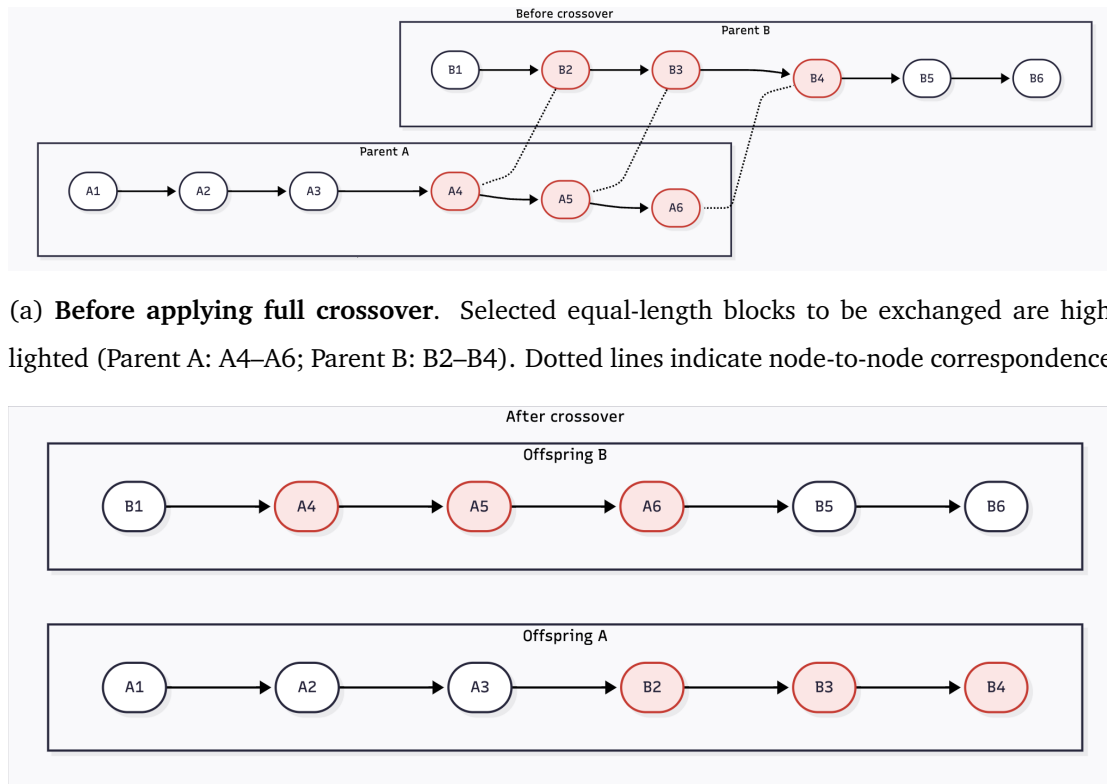 Before crossover
Parent B
B1 B2 B3 B4 B5 B6
Parent A
A1 A2 A3 A4 A5 A6
(a) Before applying full crossover. Selected equal-length blocks to be exchanged are high
lighted (Parent A: A4–A6; Parent B: B2–B4). Dotted lines indicate node-to-node correspondence
After crossover
Offspring B
B1 A4 A5 A6 B5 B6
Offspring A
A1 A2 A3 B2 B3 B4